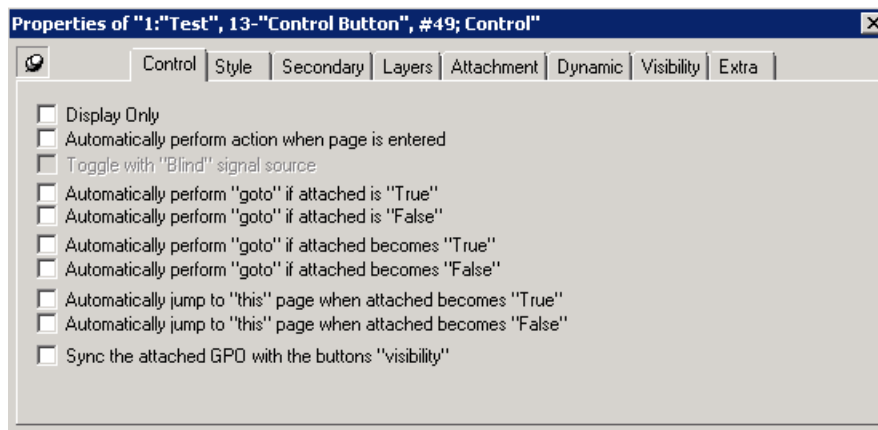 Properties of "1:"Test", 13-"Control Button", #49; Control"
Control Style Secondary Layers Attachment Dynamic Visibility Extra
Display Only
Automatically perform action when page is entered
Toggle with "Blind" signal source
Automatically perform "goto" if attached is "True"
Automatically perform "goto" if attached is "False"
Automatically perform "goto" if attached becomes "True"
Automatically perform "goto" if attached becomes "False"
Automatically jump to "this" page when attached becomes "True"
Automatically jump to "this" page when attached becomes "False"
Sync the attached GPO with the buttons "visibility"